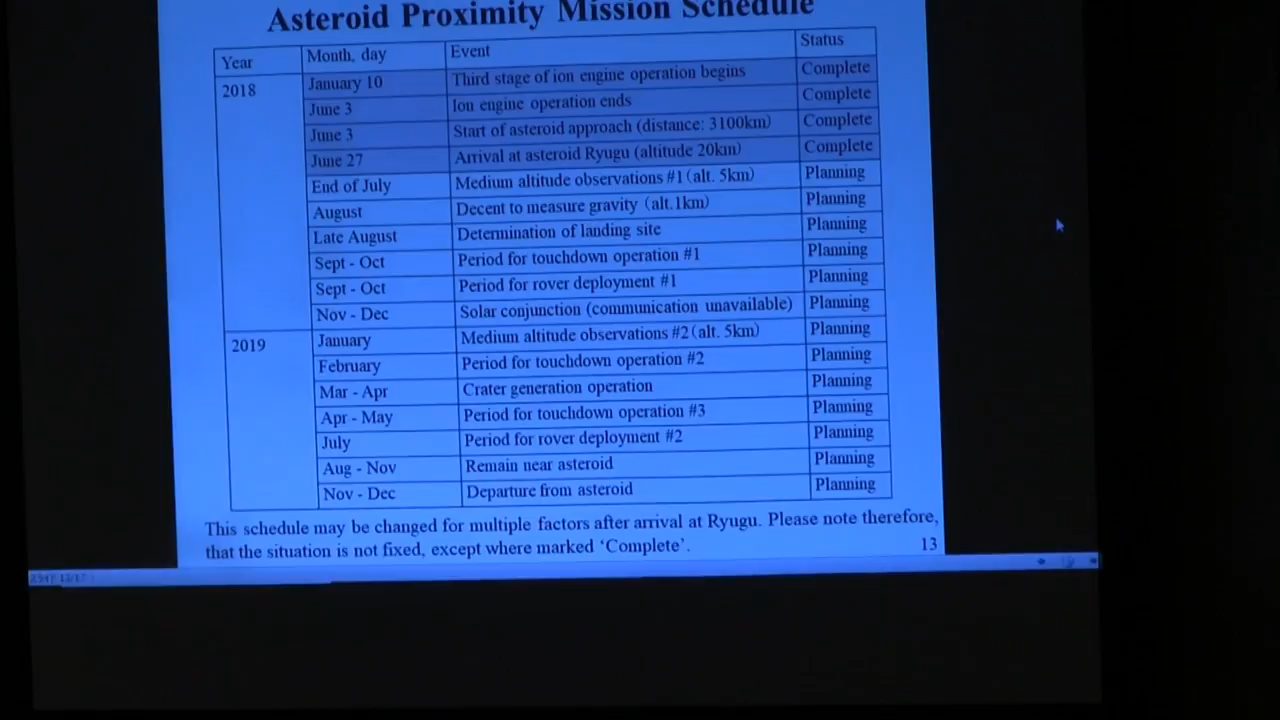 Asteroid Proximity Mission Schedule
Year Month, day Event Status
2018 January 10 Third stage of ion engine operation begins Complete
June 3 Ion engine operation ends Complete
June 3 Start of asteroid approach (distance: 3100km) Complete
June 27 Arrival at asteroid Ryugu (altitude 20km) Complete
End of July Medium altitude observations #1 (alt. 5km) Planning
August Decent to measure gravity (alt.1km) Planning
Late August Determination of landing site Planning
Sept - Oct Period for touchdown operation #1 Planning
Sept - Oct Period for rover deployment #1 Planning
Nov - Dec Solar conjunction (communication unavailable) Planning
2019 January Medium altitude observations #2 (alt. 5km) Planning
February Period for touchdown operation #2 Planning
Mar - Apr Crater generation operation Planning
Apr - May Period for touchdown operation #3 Planning
July Period for rover deployment #2 Planning
Aug - Nov Remain near asteroid Planning
Nov - Dec Departure from asteroid Planning
This schedule may be changed for multiple factors after arrival at Ryugu. Please note therefore,
that the situation is not fixed, except where marked ‘Complete’.
13